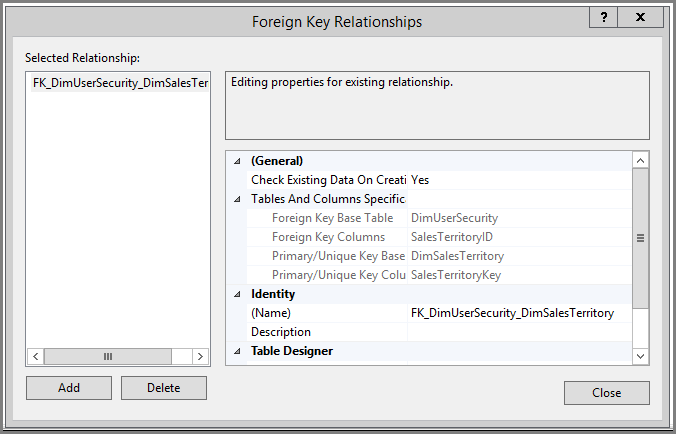 Foreign Key Relationships
? X
Selected Relationship:
FK_DimUserSecurity_DimSalesTer
Editing properties for existing relationship.
(General)
Check Existing Data On Creati Yes
Tables And Columns Specific
Foreign Key Base Table DimUserSecurity
Foreign Key Columns SalesTerritoryID
Primary/Unique Key Base DimSalesTerritory
Primary/Unique Key Colu SalesTerritoryKey
Identity
(Name) FK_DimUserSecurity_DimSalesTerritory
Description
Table Designer
Add Delete
Close